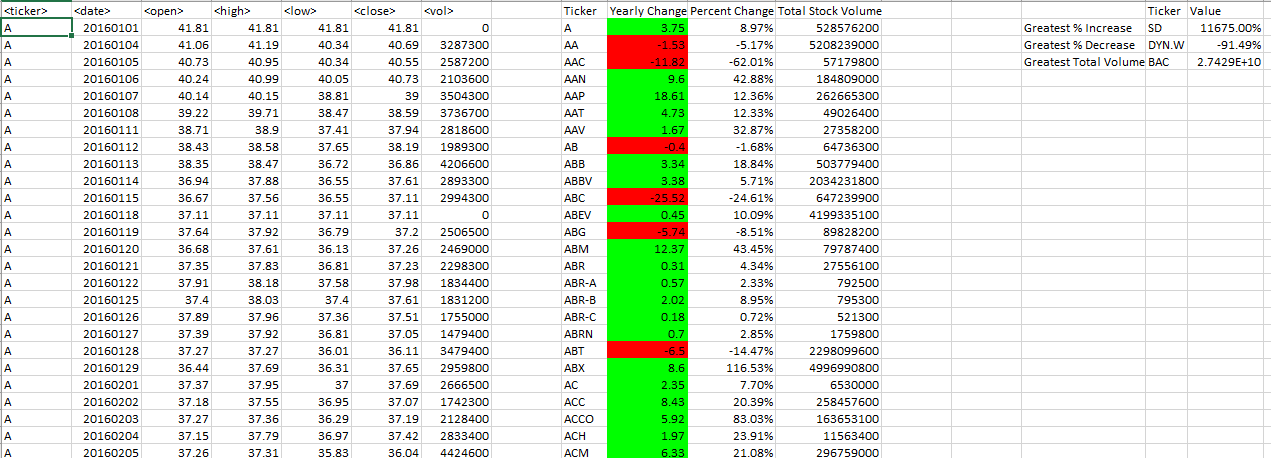 <ticker> <date> <open> <high> <low> <close> <vol> Ticker Yearly Change Percent Change Total Stock Volume Ticker Value
A 20160101 41.81 41.81 41.81 41.81 0 A 3.75 8.97% 528576200 Greatest % Increase SD 11675.00%
A 20160104 41.06 41.19 40.34 40.69 3287300 AA -1.53 -5.17% 5208239000 Greatest % Decrease DYN.W -91.49%
A 20160105 40.73 40.95 40.34 40.55 2587200 AAC -11.82 -62.01% 57179800 Greatest Total Volume BAC 2.7429E+10
A 20160106 40.24 40.99 40.05 40.73 2103600 AAN 9.6 42.88% 184809000
A 20160107 40.14 40.15 38.81 39 3504300 AAP 18.61 12.36% 262665300
A 20160108 39.22 39.71 38.47 38.59 3736700 AAT 4.73 12.33% 49026400
A 20160111 38.71 38.9 37.41 37.94 2818600 AAV 1.67 32.87% 27358200
A 20160112 38.43 38.58 37.65 38.19 1989300 AB -0.4 -1.68% 64736300
A 20160113 38.35 38.47 36.72 36.86 4206600 ABB 3.34 18.84% 503779400
A 20160114 36.94 37.88 36.55 37.61 2893300 ABBV 3.38 5.71% 2034231800
A 20160115 36.67 37.56 36.55 37.11 2994300 ABC -25.52 -24.61% 647239900
A 20160118 37.11 37.11 37.11 37.11 0 ABEV 0.45 10.09% 4199335100
A 20160119 37.64 37.92 36.79 37.2 2506500 ABG -5.74 -8.51% 89828200
A 20160120 36.68 37.61 36.13 37.26 2469000 ABM 12.37 43.45% 79787400
A 20160121 37.35 37.83 36.81 37.23 2298300 ABR 0.31 4.34% 27556100
A 20160122 37.91 38.18 37.58 37.98 1834400 ABR-A 0.57 2.33% 792500
A 20160125 37.4 38.03 37.4 37.61 1831200 ABR-B 2.02 8.95% 795300
A 20160126 37.89 37.96 37.36 37.51 1755000 ABR-C 0.18 0.72% 521300
A 20160127 37.39 37.92 36.81 37.05 1479400 ABRN 0.7 2.85% 1759800
A 20160128 37.27 37.27 36.01 36.11 3479400 ABT -6.5 -14.47% 2298099600
A 20160129 36.44 37.69 36.31 37.65 2959800 ABX 8.6 116.53% 4996990800
A 20160201 37.37 37.95 37 37.69 2666500 AC 2.35 7.70% 6530000
A 20160202 37.18 37.55 36.95 37.07 1742300 ACC 8.43 20.39% 258457600
A 20160203 37.27 37.36 36.29 37.19 2128400 ACCO 5.92 83.03% 163653100
A 20160204 37.15 37.79 36.97 37.42 2833400 ACH 1.97 23.91% 11563400
A 20160205 37.26 37.31 35.83 36.04 4424600 ACM 6.33 21.08% 296759000